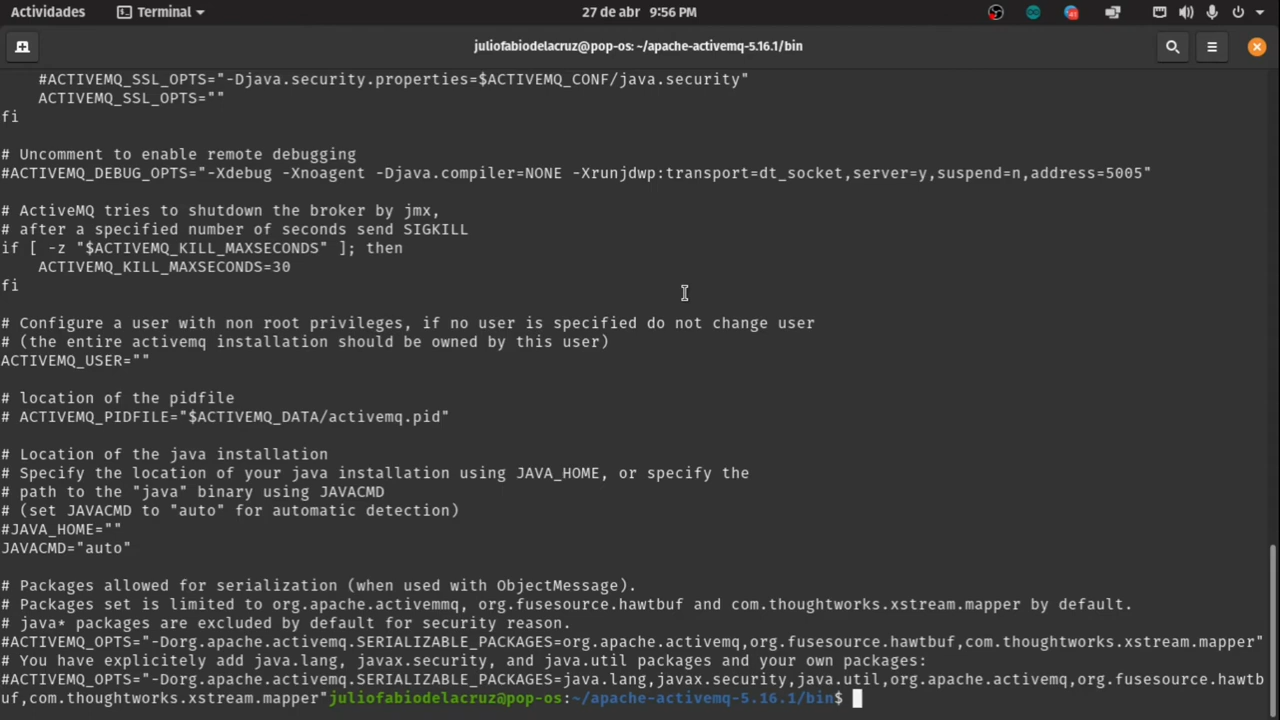 Actividades Terminal 27 de abr 9:56 PM
juliofabiodelacruz@pop-os: ~/apache-activemq-5.16.1/bin
#ACTIVEMQ_SSL_OPTS="-Djava.security.properties=$ACTIVEMQ_CONF/java.security"
ACTIVEMQ_SSL_OPTS=""
fi
# Uncomment to enable remote debugging
#ACTIVEMQ_DEBUG_OPTS="-Xdebug -Xnoagent -Djava.compiler=NONE -Xrunjdwp:transport=dt_socket,server=y,suspend=n,address=5005"
# ActiveMQ tries to shutdown the broker by jmx,
# after a specified number of seconds send SIGKILL
if [ -z "$ACTIVEMQ_KILL_MAXSECONDS" ]; then
ACTIVEMQ_KILL_MAXSECONDS=30
fi
# Configure a user with non root privileges, if no user is specified do not change user
# (the entire activemq installation should be owned by this user)
ACTIVEMQ_USER=""
# location of the pidfile
# ACTIVEMQ_PIDFILE="$ACTIVEMQ_DATA/activemq.pid"
# Location of the java installation
# Specify the location of your java installation using JAVA_HOME, or specify the
# path to the "java" binary using JAVACMD
# (set JAVACMD to "auto" for automatic detection)
#JAVA_HOME=""
JAVACMD="auto"
# Packages allowed for serialization (when used with ObjectMessage).
# Packages set is limited to org.apache.activemmq, org.fusesource.hawtbuf and com.thoughtworks.xstream.mapper by default.
# java* packages are excluded by default for security reason.
#ACTIVEMQ_OPTS="-Dorg.apache.activemq.SERIALIZABLE_PACKAGES=org.apache.activemq,org.fusesource.hawtbuf,com.thoughtworks.xstream.mapper"
# You have explicitely add java.lang, javax.security, and java.util packages and your own packages:
#ACTIVEMQ_OPTS="-Dorg.apache.activemq.SERIALIZABLE_PACKAGES=java.lang,javax.security,java.util,org.apache.activemq,org.fusesource.hawtb
uf,com.thoughtworks.xstream.mapper"juliofabiodelacruz@pop-os:~/apache-activemq-5.16.1/bin$